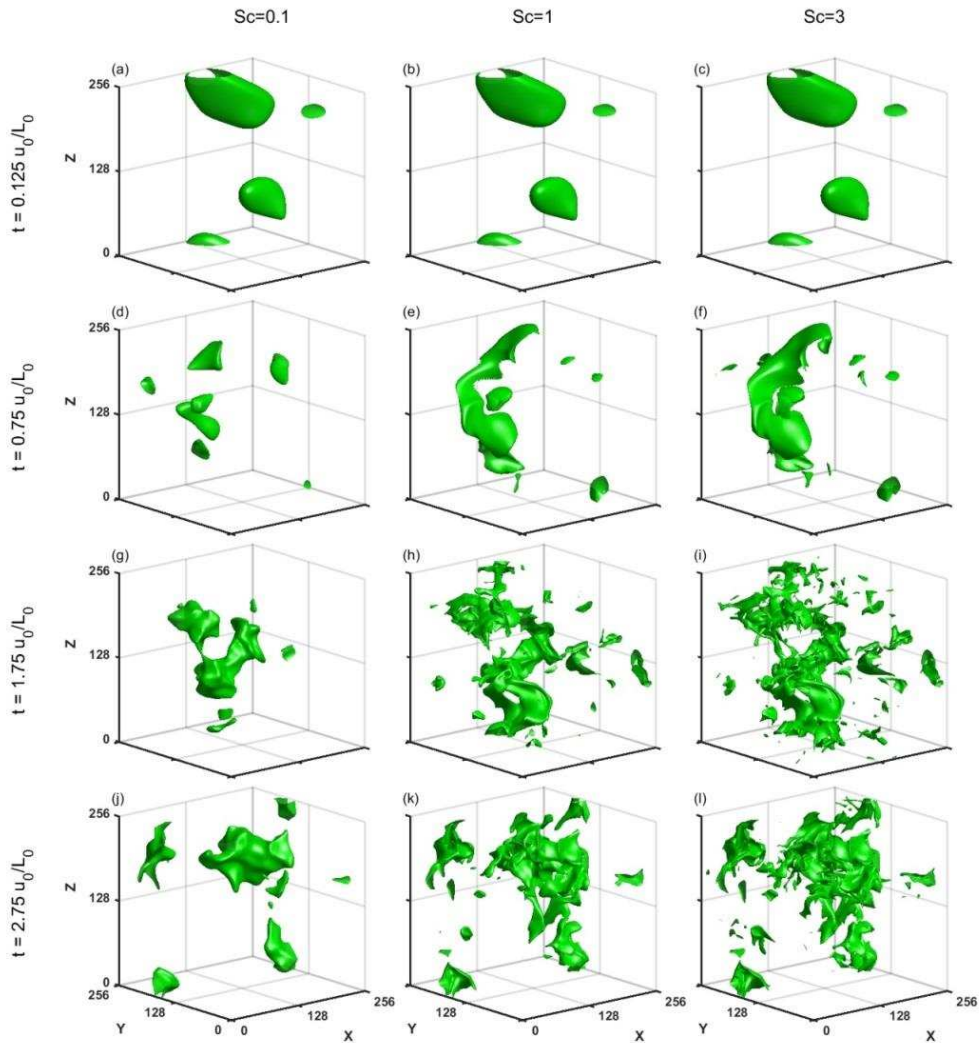 Sc=0.1 Sc=1 Sc=3
(a) (b) (c)
256
Z
128
0
t = 0.125 u0/L0
(d) (e) (f)
256
Z
128
0
t = 0.75 u0/L0
(g) (h) (i)
256
Z
128
0
t = 1.75 u0/L0
(j) (k) (l)
256
Z
128
0
t = 2.75 u0/L0
256 256 256 256
Y 128 128 X Y 128 128 X Y 128 128 X
0 0 0 0 0 0